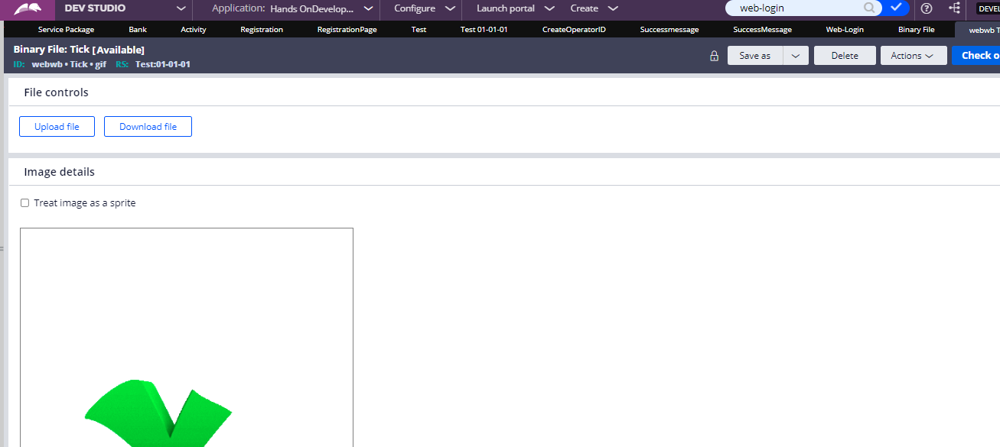 DEV STUDIO Application: Hands OnDevelop... Configure Launch portal Create web-login DEVEL
Service Package Bank Activity Registration RegistrationPage Test Test 01-01-01 CreateOperatorID Successmessage SuccessMessage Web-Login Binary File webwb T
Binary File: Tick [Available]
ID: webwb • Tick • gif RS: Test:01-01-01
Save as Delete Actions Check o
File controls
Upload file Download file
Image details
Treat image as a sprite